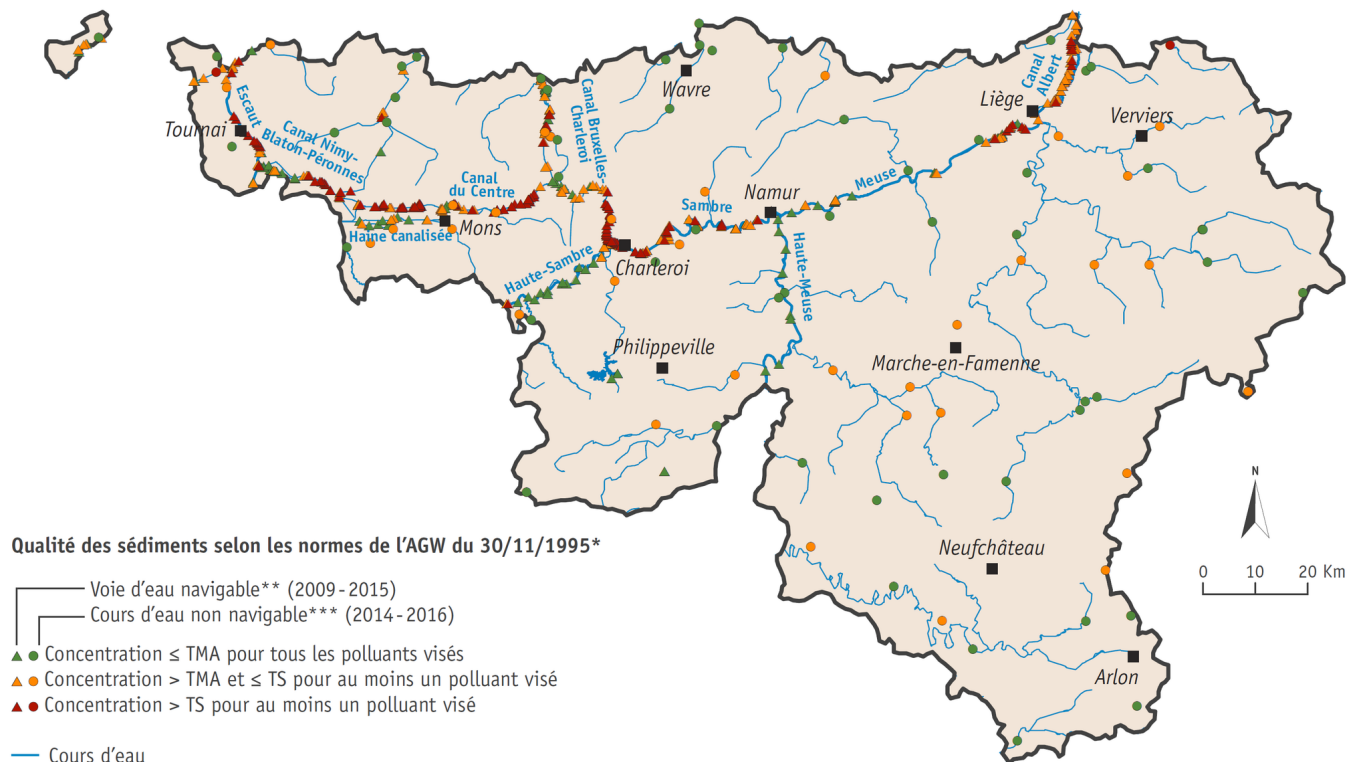 Wavre
Canal
Albert
Liège
Verviers
Escaut
Tournai
Canal Nimy-
Blaton-Péronnes
Canal Bruxelles-
Charleroi
Canal
du Centre
Mons
Haine canalisée
Namur
Meuse
Sambre
Charleroi
Haute-Sambre
Haute-Meuse
Philippeville
Marche-en-Famenne
Neufchâteau
Arlon
N
0 10 20 Km
Qualité des sédiments selon les normes de l'AGW du 30/11/1995*
Voie d'eau navigable** (2009-2015)
Cours d'eau non navigable*** (2014-2016)
Concentration ≤ TMA pour tous les polluants visés
Concentration > TMA et ≤ TS pour au moins un polluant visé
Concentration > TS pour au moins un polluant visé
Cours d'eau